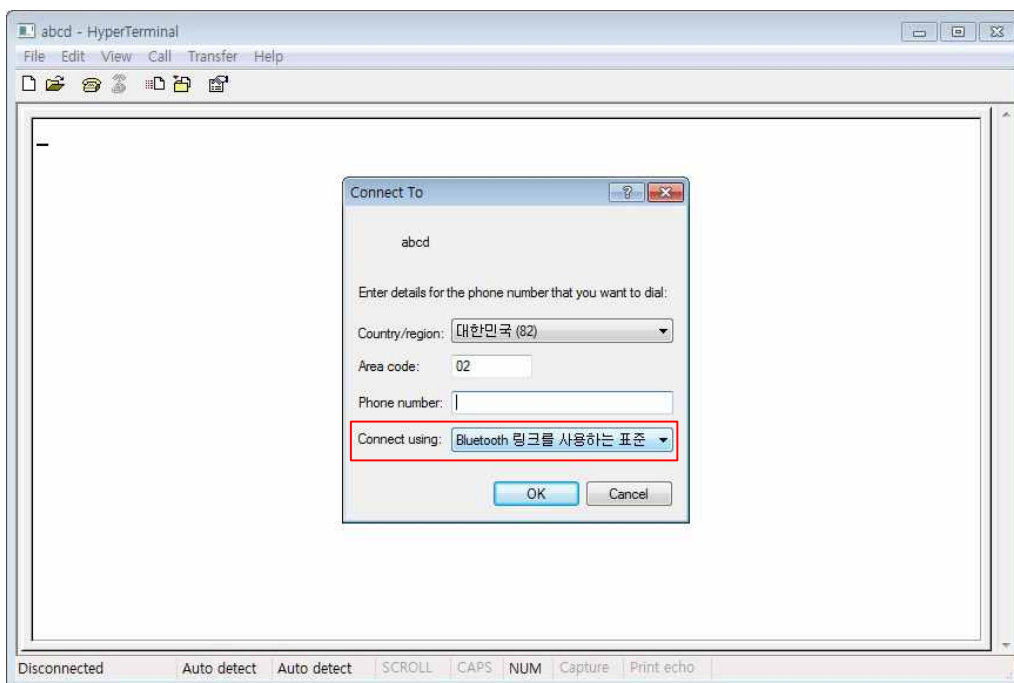 abcd - HyperTerminal
File Edit View Call Transfer Help
Connect To
abcd
Enter details for the phone number that you want to dial:
Country/region: 대한민국 (82)
Area code: 02
Phone number:
Connect using: Bluetooth 링크를 사용하는 표준
OK Cancel
Disconnected Auto detect Auto detect SCROLL CAPS NUM Capture Print echo